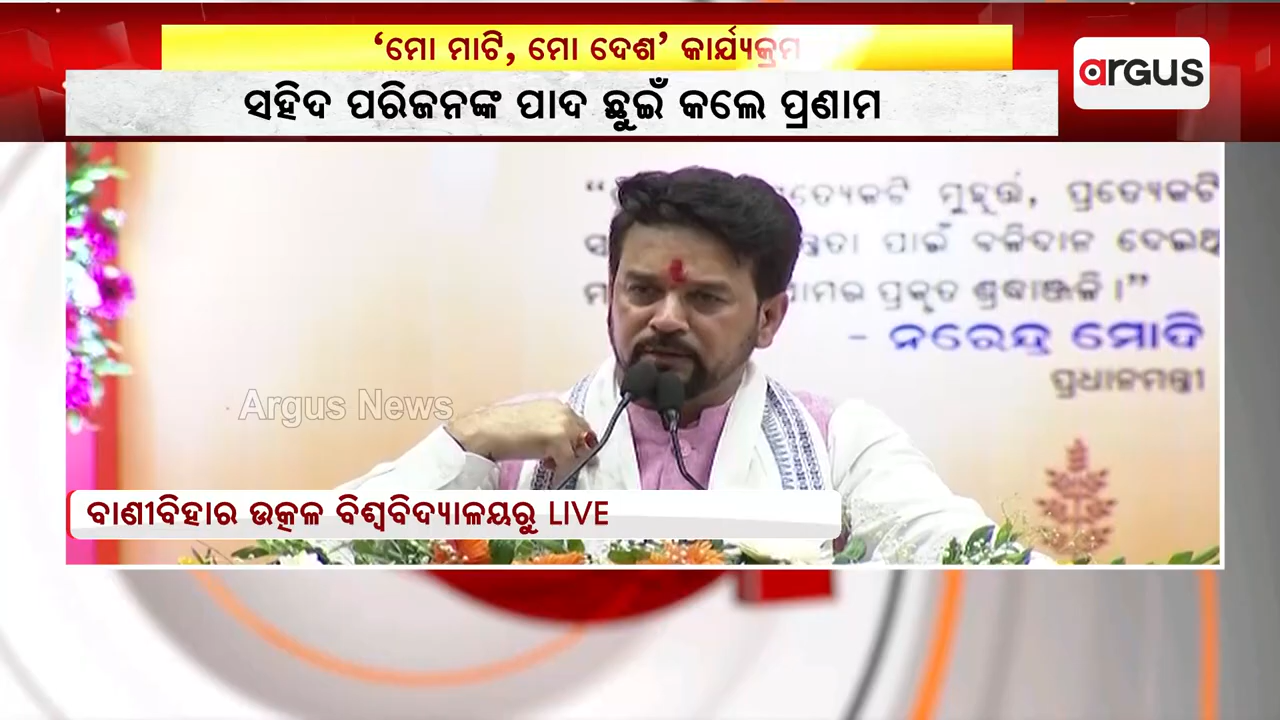 ‘ମୋ ମାଟି, ମୋ ଦେଶ’ କାର୍ଯ୍ୟକ୍ରମ
argus
ସହିଦ ପରିଜନଙ୍କ ପାଦ ଛୁଇଁ କଲେ ପ୍ରଣାମ
ମୁହୂର୍ତ୍ତ, ପ୍ରତ୍ୟେକଟି
ପାଇଁ ବଳିଦାନ
ପ୍ରକୃତ ଶ୍ରଦ୍ଧାଞ୍ଜଳି ।”
- ନରେନ୍ଦ୍ର ମୋଦି
ପ୍ରଧାନମନ୍ତ୍ରୀ
Argus News
ବାଣୀବିହାର ଉତ୍କଳ ବିଶ୍ୱବିଦ୍ୟାଳୟରୁ LIVE